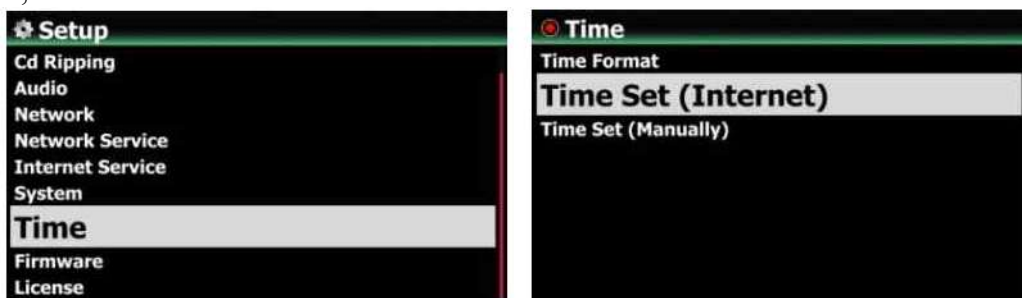 Setup
Cd Ripping
Audio
Network
Network Service
Internet Service
System
Time
Firmware
License
Time
Time Format
Time Set (Internet)
Time Set (Manually)